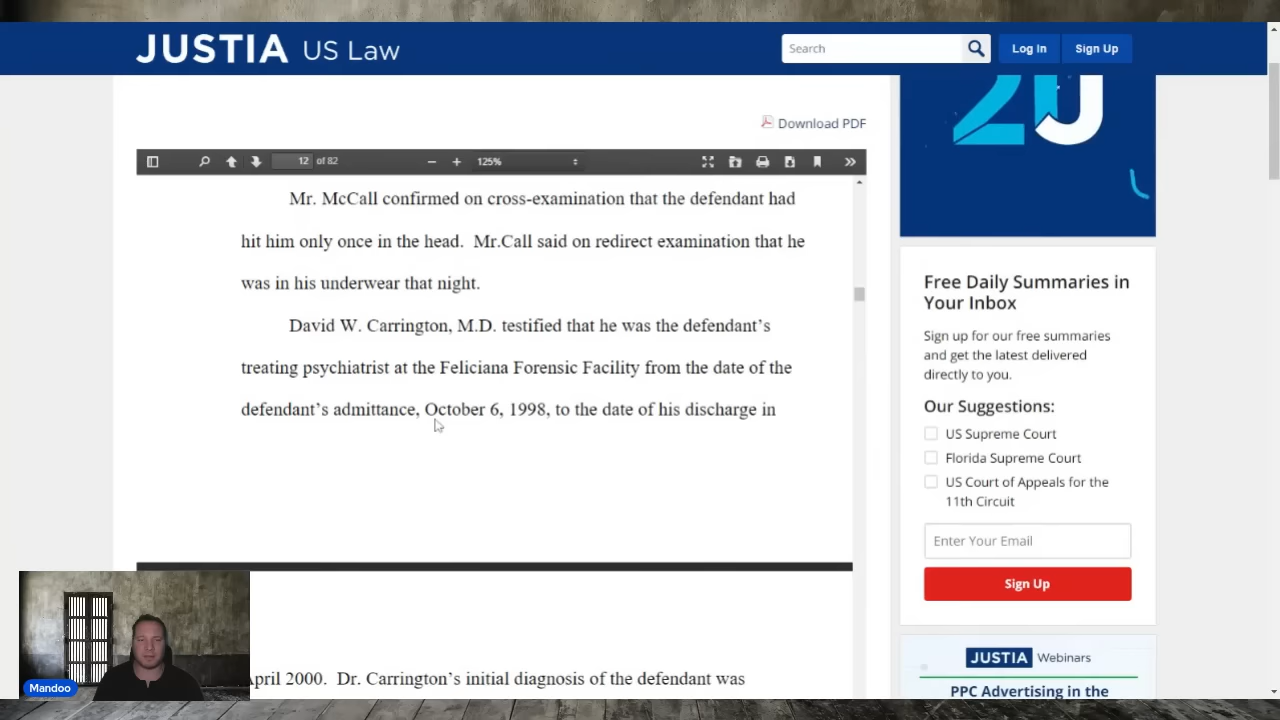 JUSTIA US Law
Search
Log In
Sign Up
20
Download PDF
12 of 82
125%
Mr. McCall confirmed on cross-examination that the defendant had
hit him only once in the head. Mr.Call said on redirect examination that he
was in his underwear that night.
David W. Carrington, M.D. testified that he was the defendant's
treating psychiatrist at the Feliciana Forensic Facility from the date of the
defendant's admittance, October 6, 1998, to the date of his discharge in
April 2000. Dr. Carrington's initial diagnosis of the defendant was
Free Daily Summaries in
Your Inbox
Sign up for our free summaries
and get the latest delivered
directly to you.
Our Suggestions:
US Supreme Court
Florida Supreme Court
US Court of Appeals for the
11th Circuit
Enter Your Email
Sign Up
JUSTIA Webinars
PPC Advertising in the
Mandoo